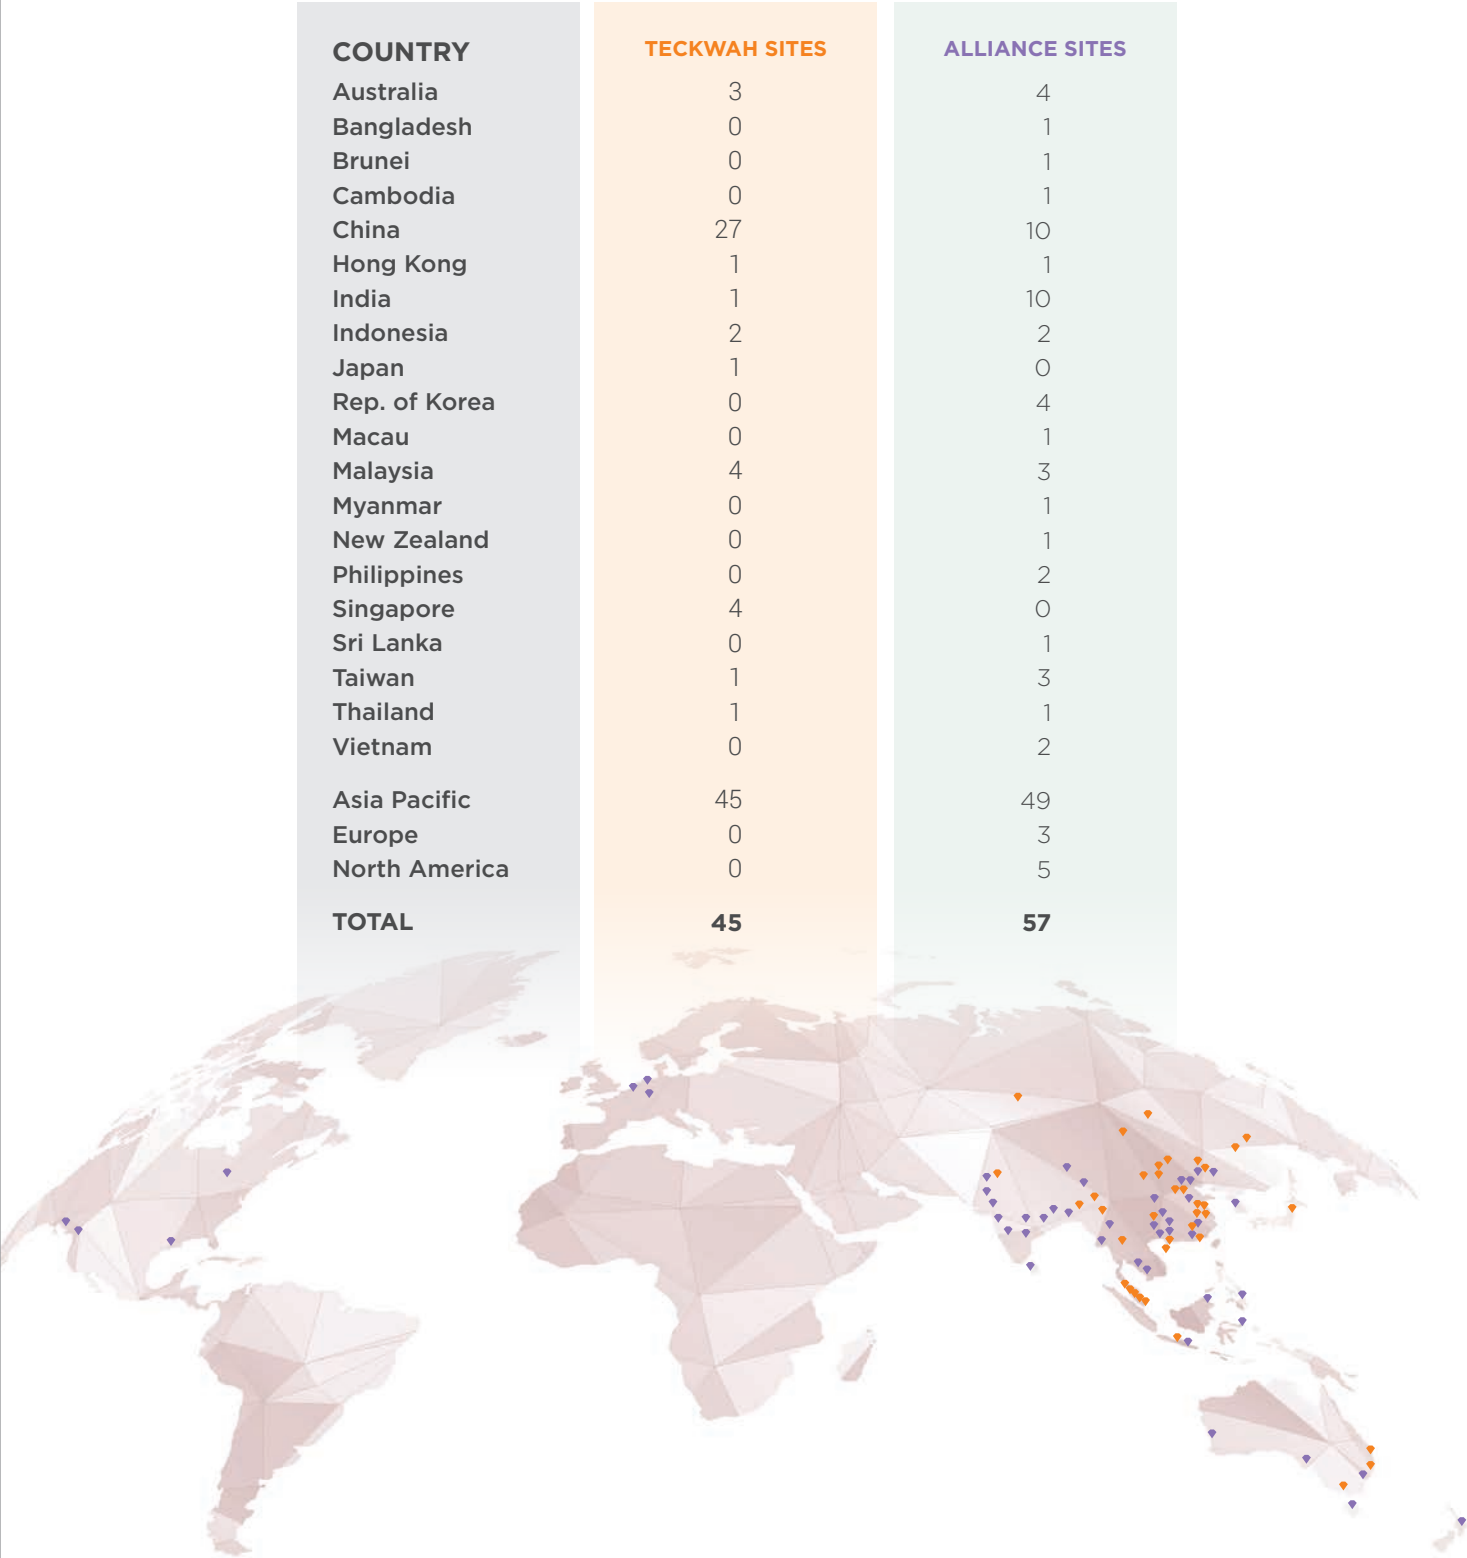 COUNTRY TECKWAH SITES ALLIANCE SITES
Australia 3 4
Bangladesh 0 1
Brunei 0 1
Cambodia 0 1
China 27 10
Hong Kong 1 1
India 1 10
Indonesia 2 2
Japan 1 0
Rep. of Korea 0 4
Macau 0 1
Malaysia 4 3
Myanmar 0 1
New Zealand 0 1
Philippines 0 2
Singapore 4 0
Sri Lanka 0 1
Taiwan 1 3
Thailand 1 1
Vietnam 0 2
Asia Pacific 45 49
Europe 0 3
North America 0 5
TOTAL 45 57